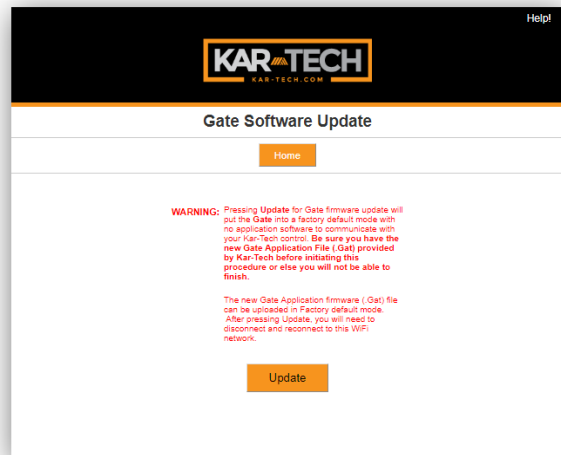 Help!
KAR-TECH
KAR-TECH.COM
Gate Software Update
Home
WARNING: Pressing Update for Gate firmware update will
put the Gate into a factory default mode with
no application software to communicate with
your Kar-Tech control. Be sure you have the
new Gate Application File (.Gat) provided
by Kar-Tech before initiating this
procedure or else you will not be able to
finish.
The new Gate Application firmware (.Gat) file
can be uploaded in Factory default mode.
After pressing Update, you will need to
disconnect and reconnect to this WiFi
network.
Update